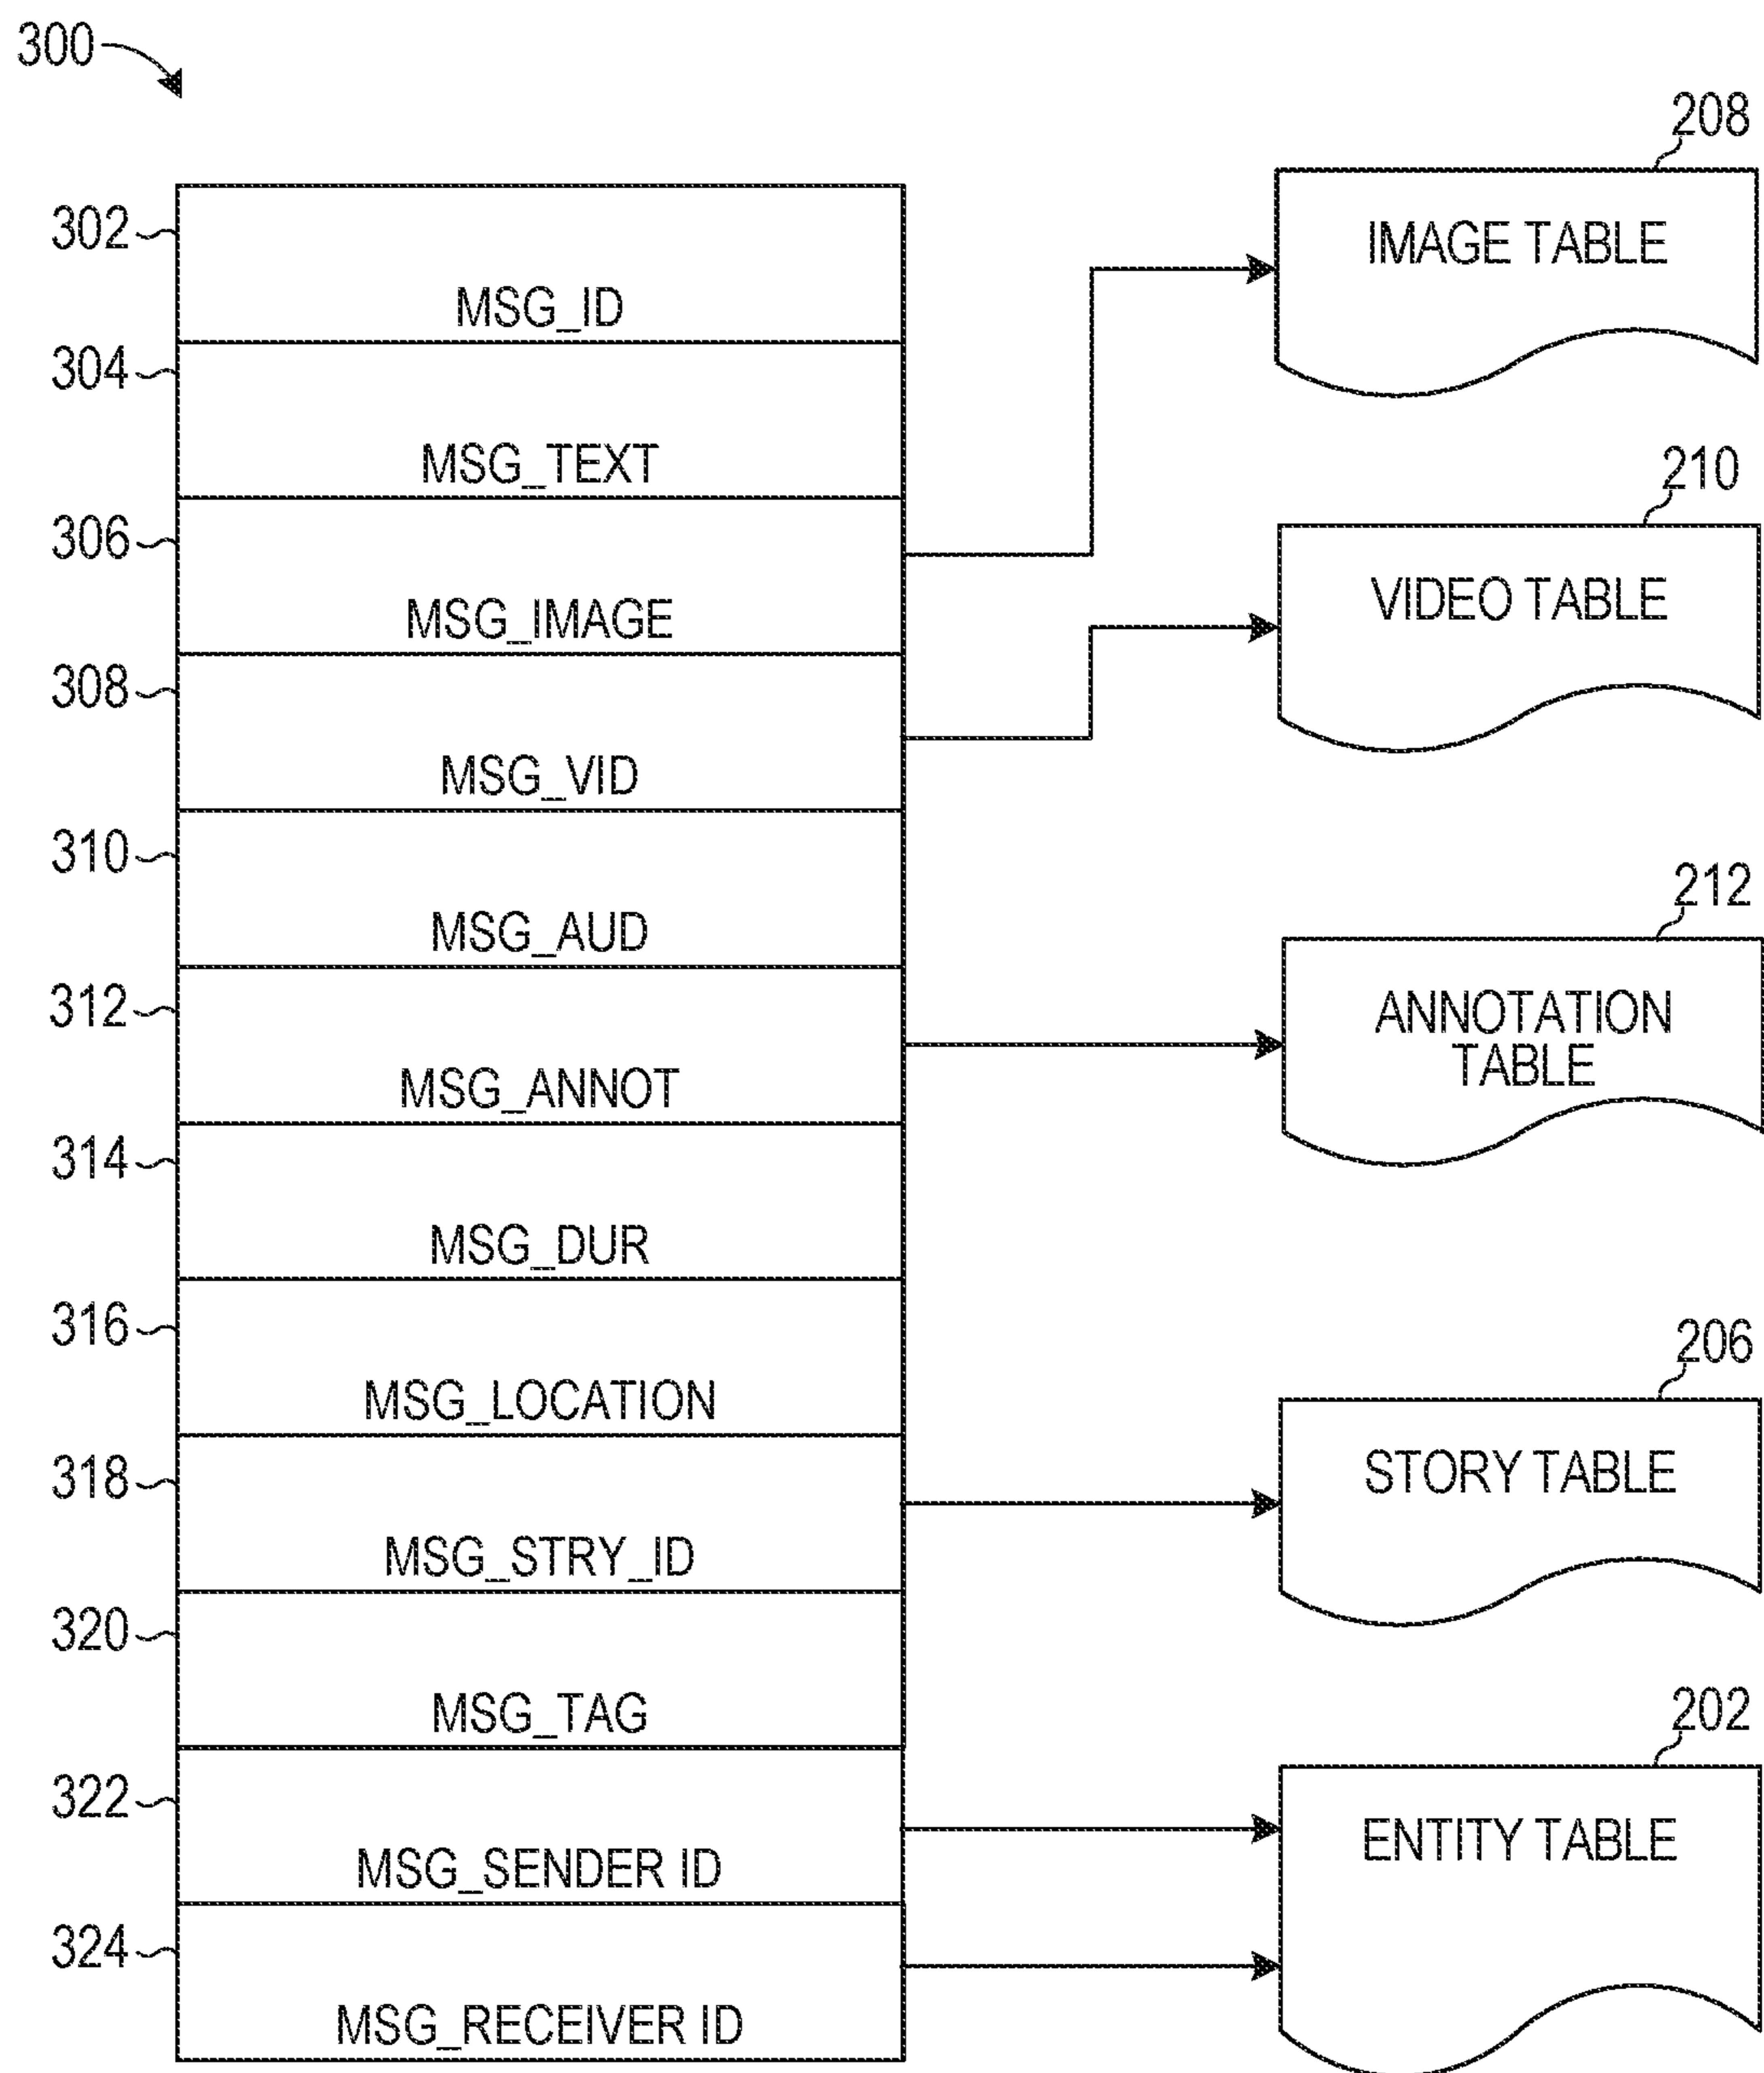 300
208
302
IMAGE TABLE
MSG_ID
304
MSG_TEXT
210
306
VIDEO TABLE
MSG_IMAGE
308
MSG_VID
310
212
MSG_AUD
312
ANNOTATION
TABLE
MSG_ANNOT
314
MSG_DUR
316
206
MSG_LOCATION
318
STORY TABLE
MSG_STRY_ID
320
202
MSG_TAG
322
ENTITY TABLE
MSG_SENDER ID
324
MSG_RECEIVER ID